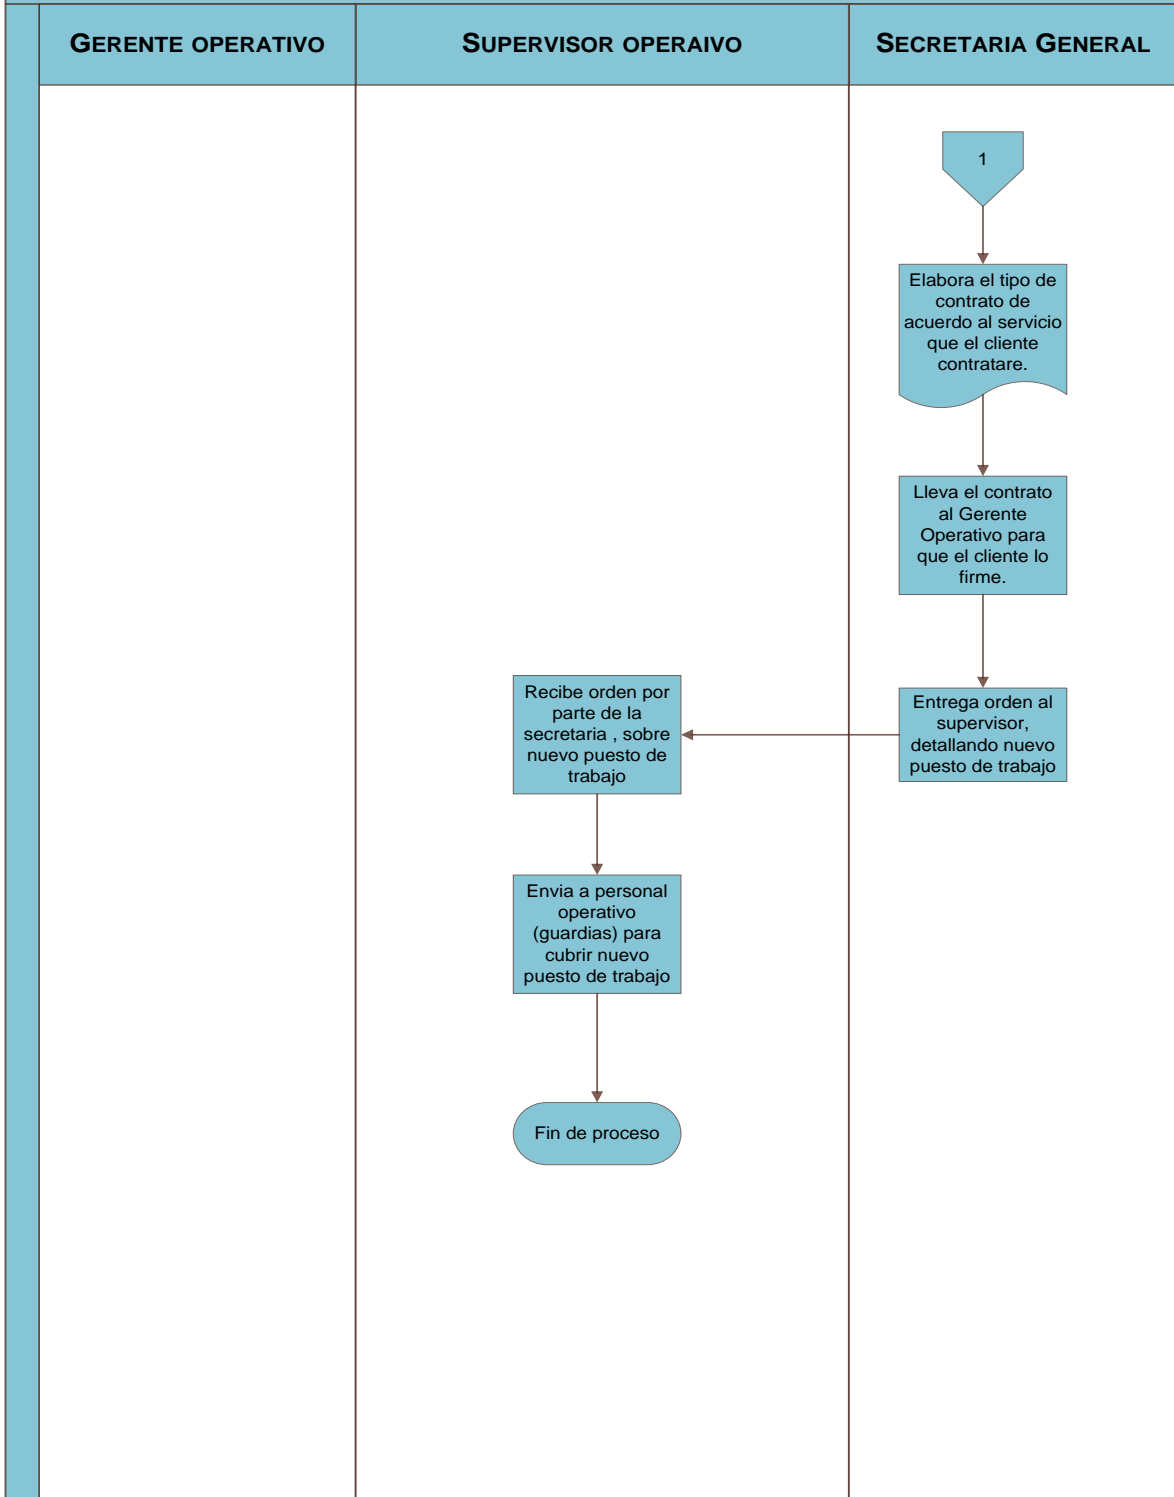 GERENTE OPERATIVO
SUPERVISOR OPERAIVO
SECRETARIA GENERAL
1
Elabora el tipo de
contrato de
acuerdo al servicio
que el cliente
contratare.
Lleva el contrato
al Gerente
Operativo para
que el cliente lo
firme.
Entrega orden al
supervisor,
detallando nuevo
puesto de trabajo
Recibe orden por
parte de la
secretaria , sobre
nuevo puesto de
trabajo
Envia a personal
operativo
(guardias) para
cubrir nuevo
puesto de trabajo
Fin de proceso